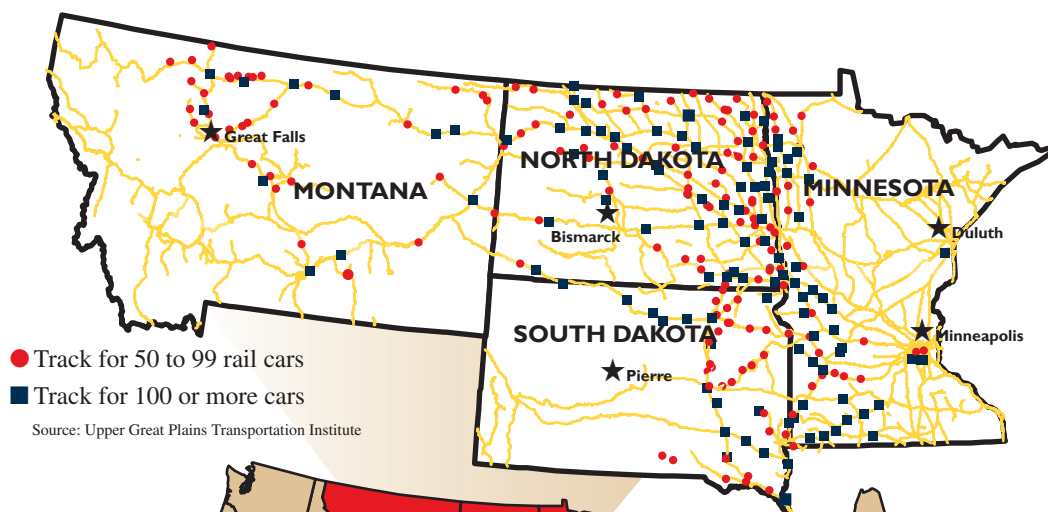 Great Falls
MONTANA
NORTH DAKOTA
Bismarck
MINNESOTA
Duluth
SOUTH DAKOTA
Minneapolis
Pierre
Track for 50 to 99 rail cars
Track for 100 or more cars
Source: Upper Great Plains Transportation Institute